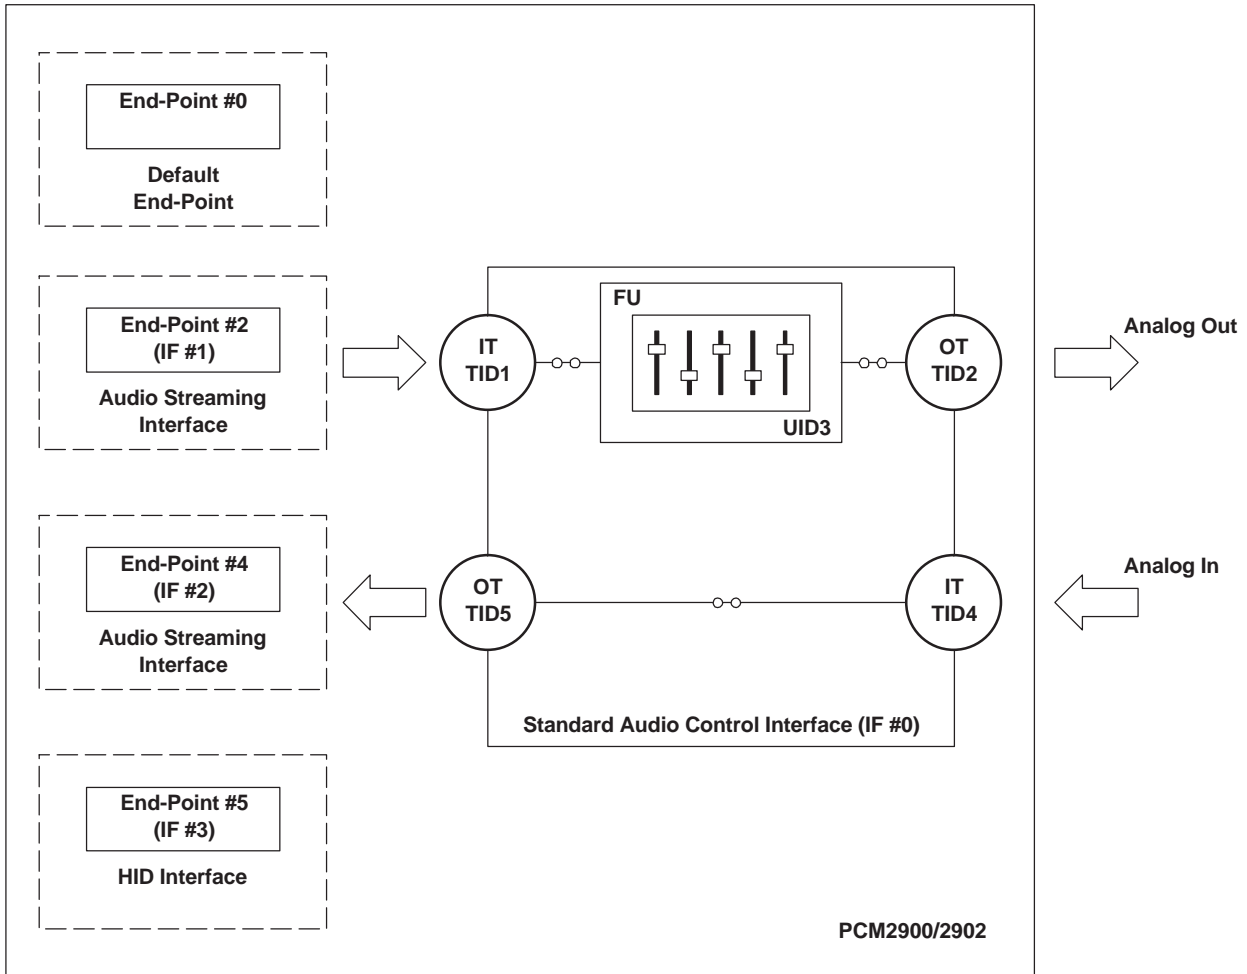 End-Point #0
Default
End-Point
End-Point #2
(IF #1)
Audio Streaming
Interface
IT
TID1
FU
UID3
OT
TID2
Analog Out
End-Point #4
(IF #2)
Audio Streaming
Interface
OT
TID5
IT
TID4
Analog In
Standard Audio Control Interface (IF #0)
End-Point #5
(IF #3)
HID Interface
PCM2900/2902